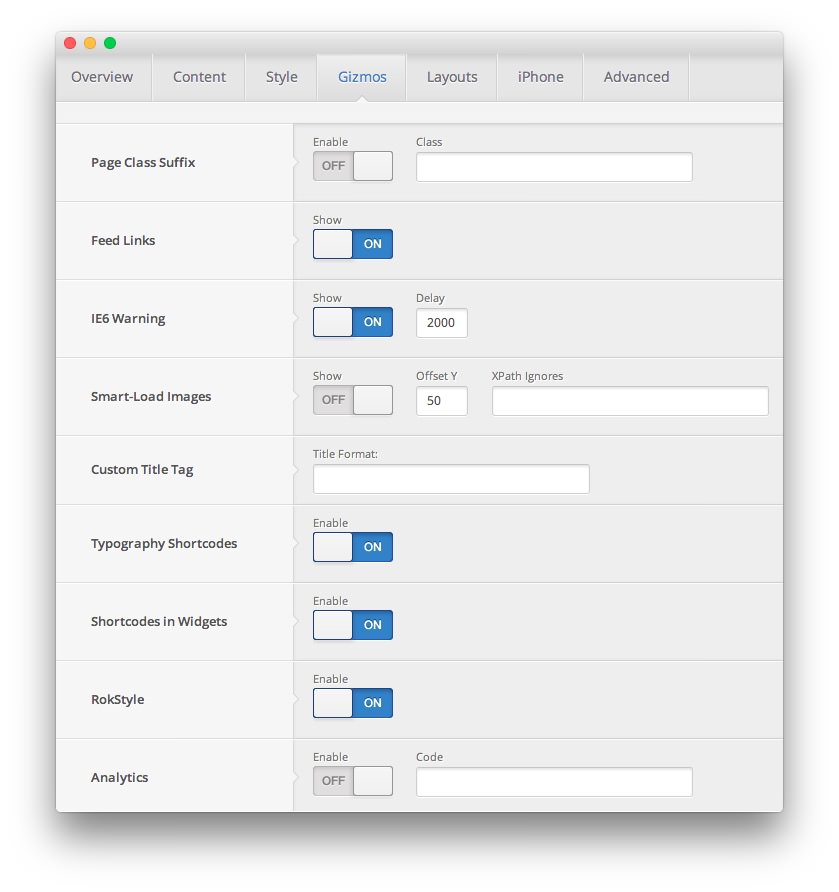 Overview Content Style Gizmos Layouts iPhone Advanced
Page Class Suffix
Enable Class
OFF
Feed Links
Show
ON
IE6 Warning
Show Delay
ON 2000
Smart-Load Images
Show Offset Y XPath Ignores
OFF 50
Custom Title Tag
Title Format:
Typography Shortcodes
Enable
ON
Shortcodes in Widgets
Enable
ON
RokStyle
Enable
ON
Analytics
Enable Code
OFF